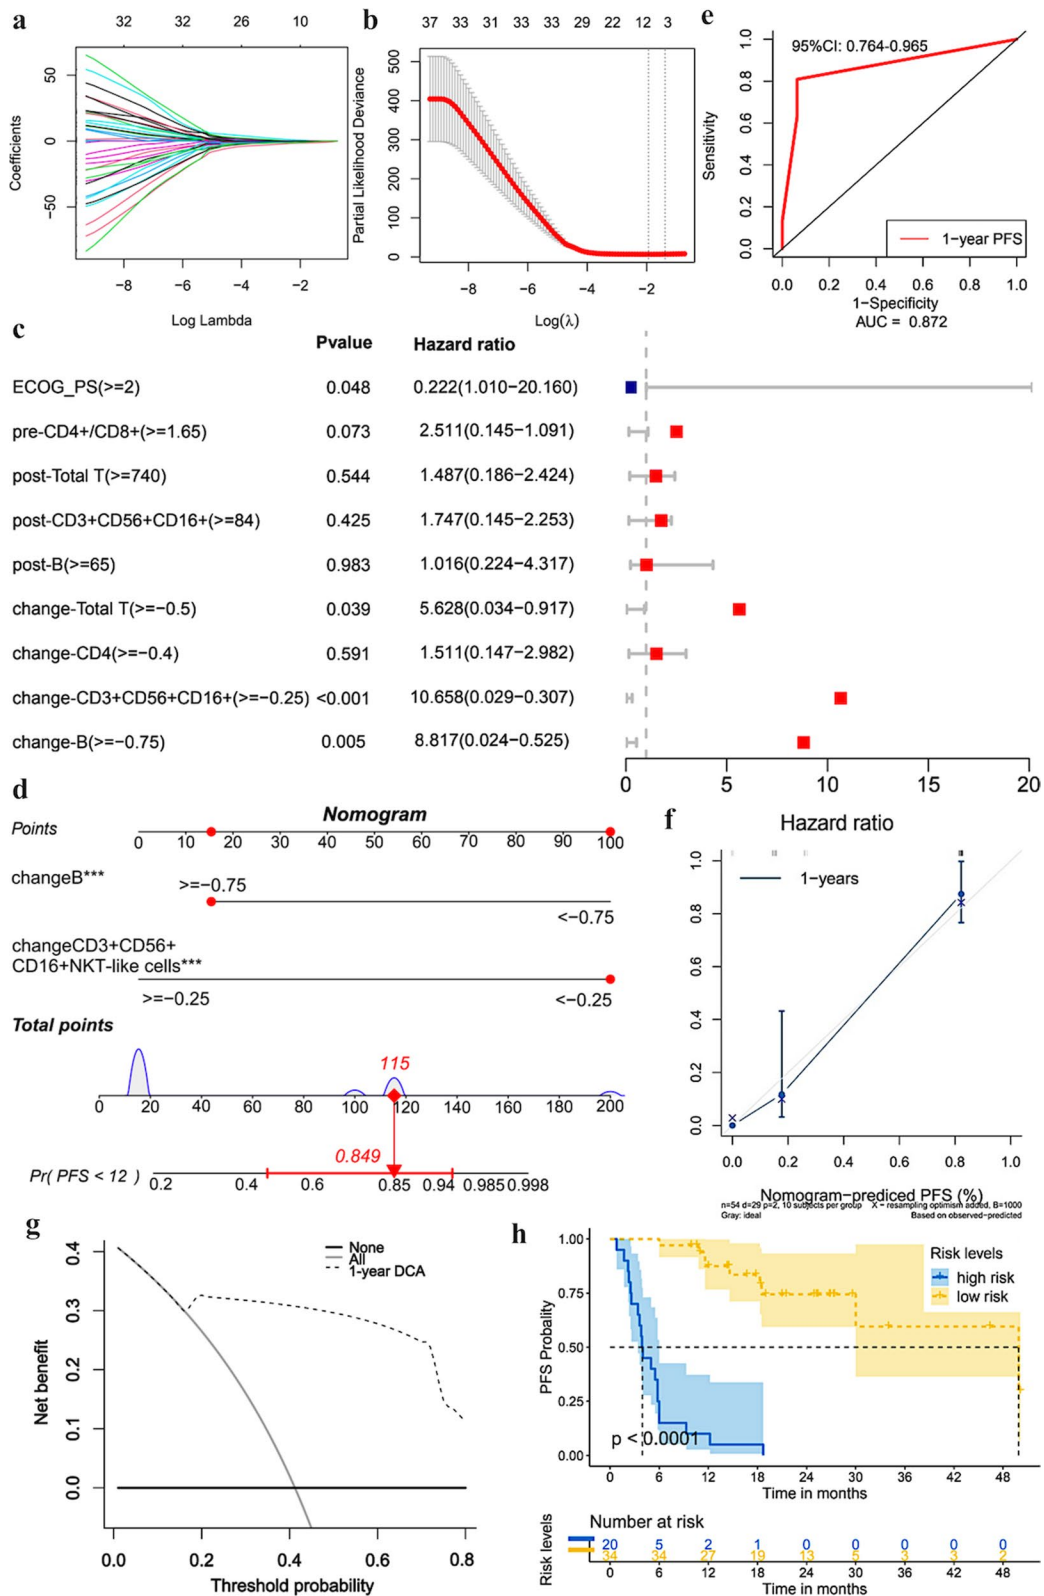 a
32 32 26 10
Coefficients
50
0
−50
−8 −6 −4 −2
Log Lambda
b
37 33 31 33 33 29 22 12 3
Partial Likelihood Deviance
500
400
300
200
100
0
−8 −6 −4 −2
Log(λ)
e
95%CI: 0.764-0.965
Sensitivity
1.0
0.8
0.6
0.4
0.2
0.0
1−year PFS
0.0 0.2 0.4 0.6 0.8 1.0
1-Specificity
AUC = 0.872
c
Pvalue Hazard ratio
ECOG_PS(>=2) 0.048 0.222(1.010−20.160)
pre-CD4+/CD8+(>=1.65) 0.073 2.511(0.145−1.091)
post-Total T(>=740) 0.544 1.487(0.186−2.424)
post-CD3+CD56+CD16+(>=84) 0.425 1.747(0.145−2.253)
post-B(>=65) 0.983 1.016(0.224−4.317)
change-Total T(>=−0.5) 0.039 5.628(0.034−0.917)
change-CD4(>=−0.4) 0.591 1.511(0.147−2.982)
change-CD3+CD56+CD16+(>=−0.25) <0.001 10.658(0.029−0.307)
change-B(>=−0.75) 0.005 8.817(0.024−0.525)
0 5 10 15 20
Hazard ratio
d
Nomogram
Points
0 10 20 30 40 50 60 70 80 90 100
changeB***
>=−0.75
<−0.75
changeCD3+CD56+
CD16+NKT-like cells***
>=−0.25
<−0.25
Total points
115
0 20 40 60 80 100 120 140 160 180 200
0.849
Pr( PFS < 12 )
0.2 0.4 0.6 0.85 0.94 0.985 0.998
f
1−years
1.0
0.8
0.6
0.4
0.2
0.0
0.0 0.2 0.4 0.6 0.8 1.0
Nomogram−prediced PFS (%)
n=54 d=29 p=2, 10 subjects per group X − resampling optimism added, B=1000
Gray: ideal Based on observed−predicted
g
None
All
1-year DCA
Net benefit
0.4
0.3
0.2
0.1
0.0
0.0 0.2 0.4 0.6 0.8
Threshold probability
h
Risk levels
high risk
low risk
PFS Probality
1.00
0.75
0.50
0.25
0.00
p < 0.0001
0 6 12 18 24 30 36 42 48
Time in months
Number at risk
Risk levels
20 5 2 1 0 0 0 0 0
34 34 27 19 13 5 3 3 2
0 6 12 18 24 30 36 42 48
Time in months